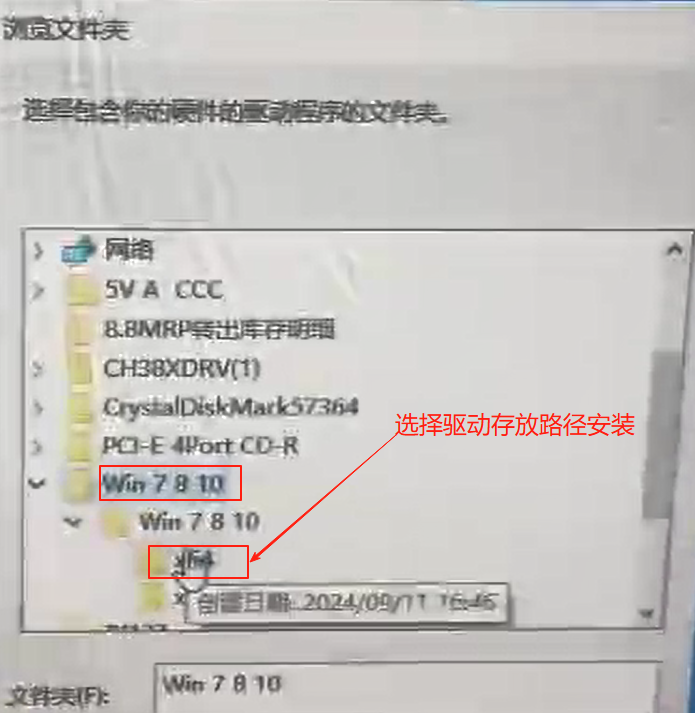 浏览文件夹
选择包含你的硬件的驱动程序的文件夹。
网络
5V A CCC
8.8MRP转出库存明细
CH38XDRV(1)
CrystalDiskMark57364
选择驱动存放路径安装
PCI-E 4Port CD-R
Win 7 8 10
Win 7 8 10
创建日期: 2024/09/11 16:46
文件夹(F):
Win 7 8 10